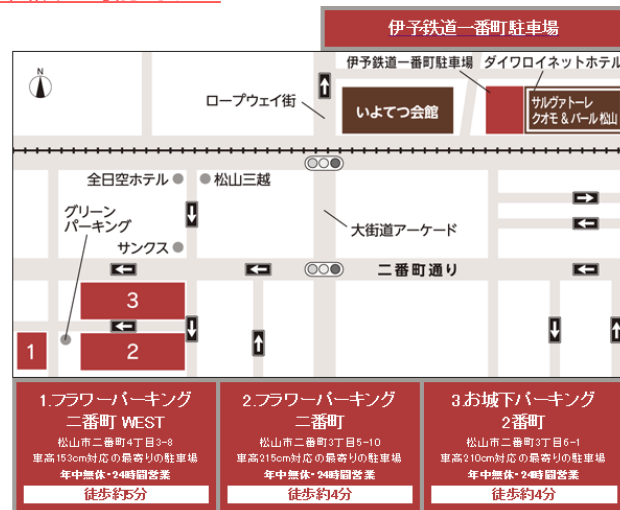 伊予鉄道一番町駐車場
伊予鉄道一番町駐車場 ダイワロイネットホテル
N
ロープウェイ街
いよてつ会館
サルヴァトーレ
クオモ & バール 松山
全日空ホテル
松山三越
グリーン
パーキング
大街道アーケード
サンクス
二番町通り
3
1
2
1.フラワーパーキング
二番町 WEST
松山市二番町4丁目3-8
車高153cm対応の最寄りの駐車場
年中無休・24時間営業
徒歩約5分
2.フラワーパーキング
二番町
松山市二番町3丁目5-10
車高215cm対応の最寄りの駐車場
年中無休・24時間営業
徒歩約4分
3.お城下パーキング
2番町
松山市二番町3丁目6-1
車高210cm対応の最寄りの駐車場
年中無休・24時間営業
徒歩約4分